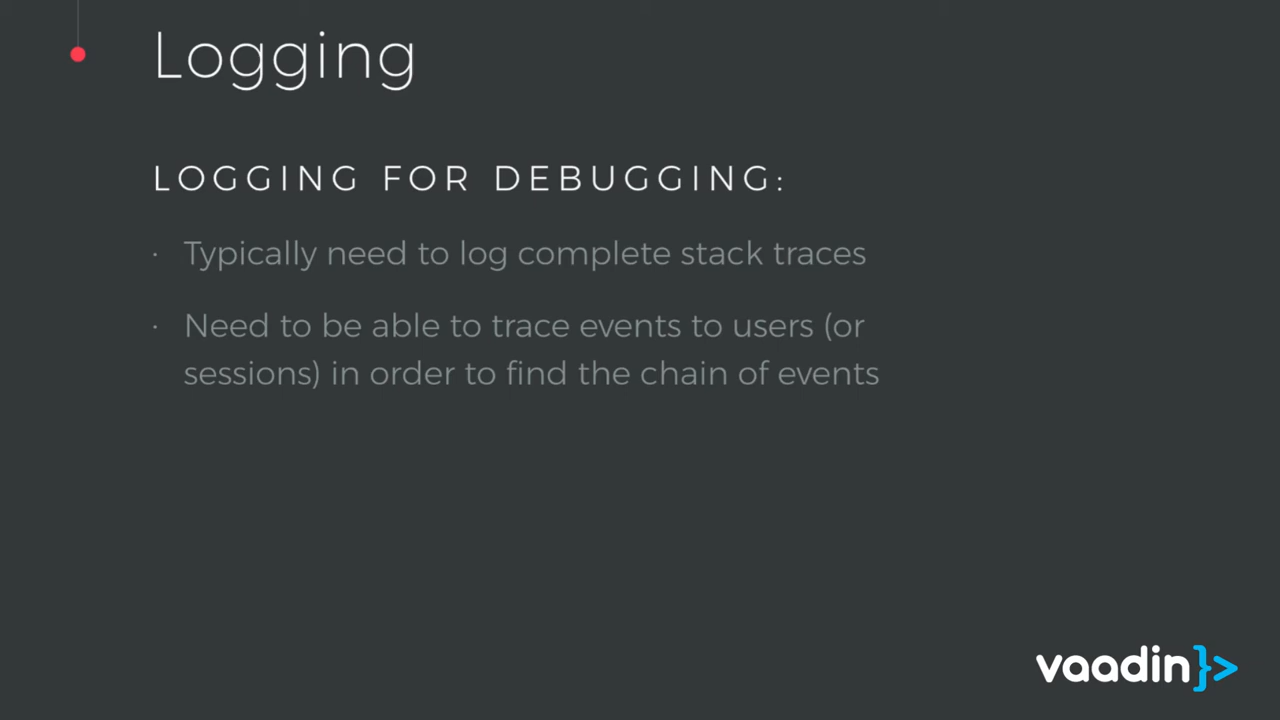 Logging
LOGGING FOR DEBUGGING:
· Typically need to log complete stack traces
· Need to be able to trace events to users (or
sessions) in order to find the chain of events
vaadin}>